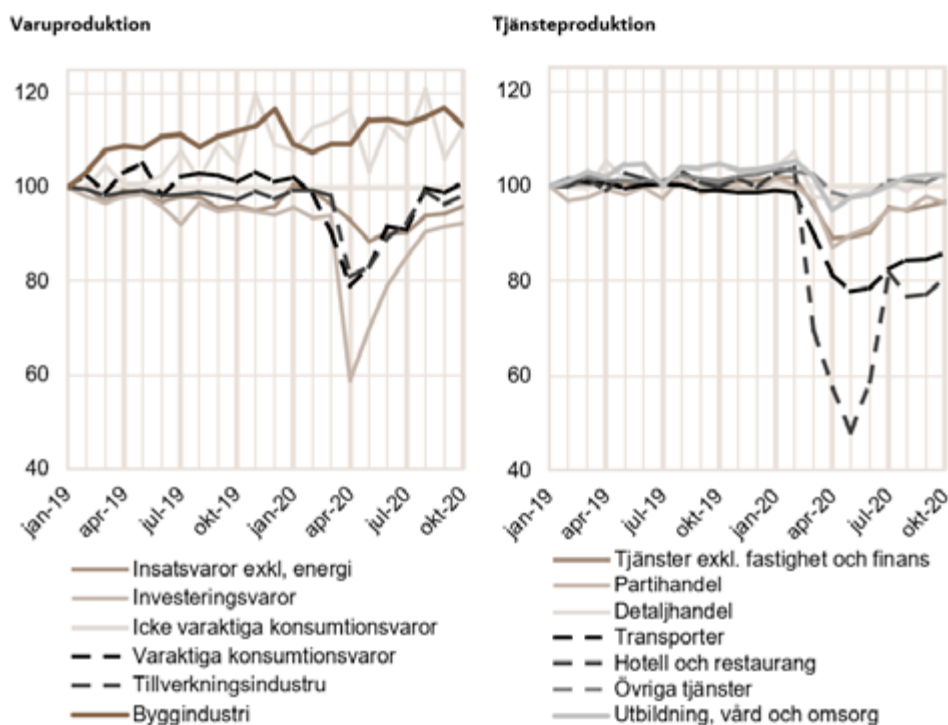 Varuproduktion
120
100
80
60
40
jan-19
apr- 19
jul-19
okt-19
jan-20
apr.-20
jul-20
okt-20
Insatsvaror exkl, energi
Investeringsvaror
Icke varaktiga konsumtionsvaror
Varaktiga konsumtionsvaror
Tillverkningsindustru
Byggindustri
Tjänsteproduktion
120
100
80
60
40
jan-19
apr- 19
jul-19
okt-19
jan-20
apr.-20
jul-20
okt-20
Tjänster exkl. fastighet och finans
Partihandel
Detaljhandel
Transporter
Hotell och restaurang
Övriga tjänster
Utbildning, vård och omsorg